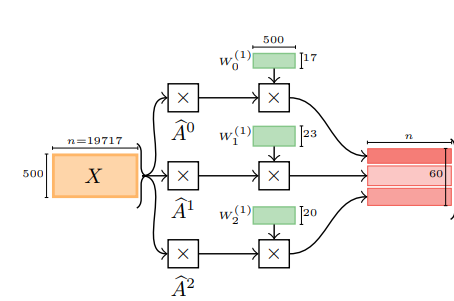 500
W₀⁽¹⁾ 17
× ×
n=19717 Â⁰ n
W₁⁽¹⁾ 23
500 X × × 60
Â¹
W₂⁽¹⁾ 20
× ×
Â²